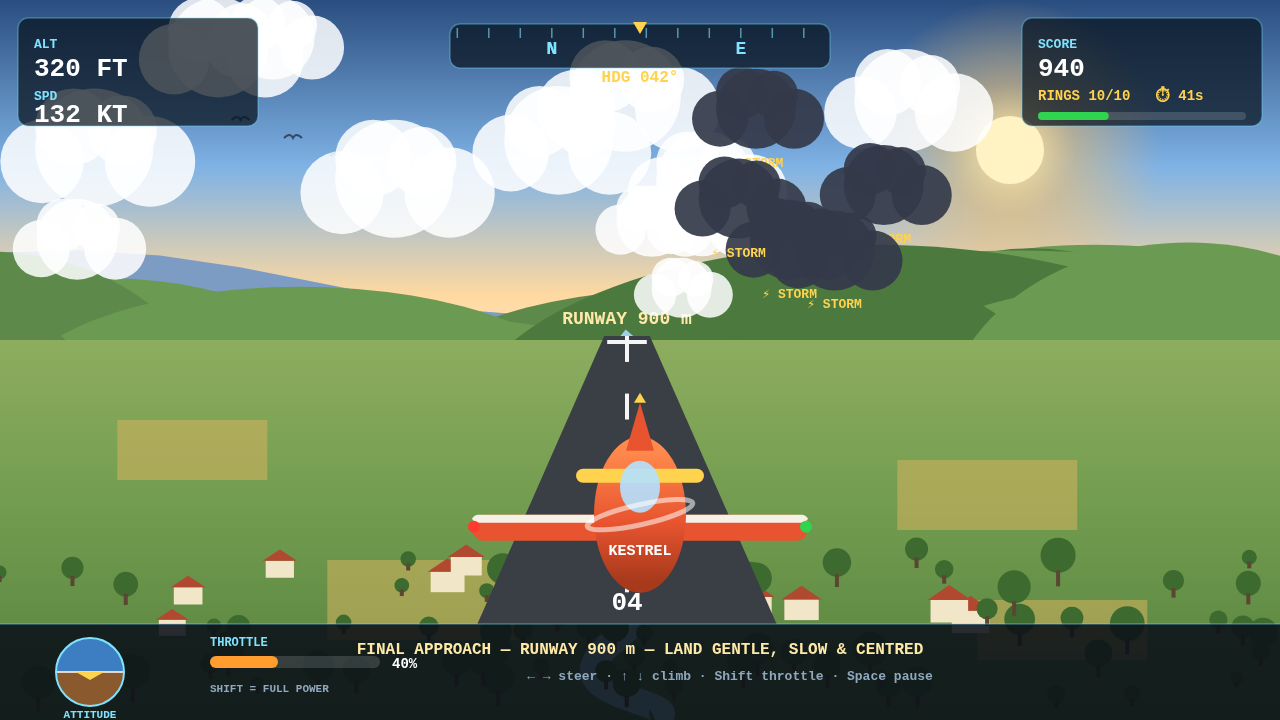 ALT
320 FT
SPD
132 KT
N E
HDG 042°
SCORE
940
RINGS 10/10 ⏱ 41s
STORM
⚡ STORM
⚡ STORM
⚡ STORM
RUNWAY 900 m
KESTREL
04
THROTTLE
40%
SHIFT = FULL POWER
ATTITUDE
FINAL APPROACH — RUNWAY 900 m — LAND GENTLE, SLOW & CENTRED
← → steer · ↑ ↓ climb · Shift throttle · Space pause